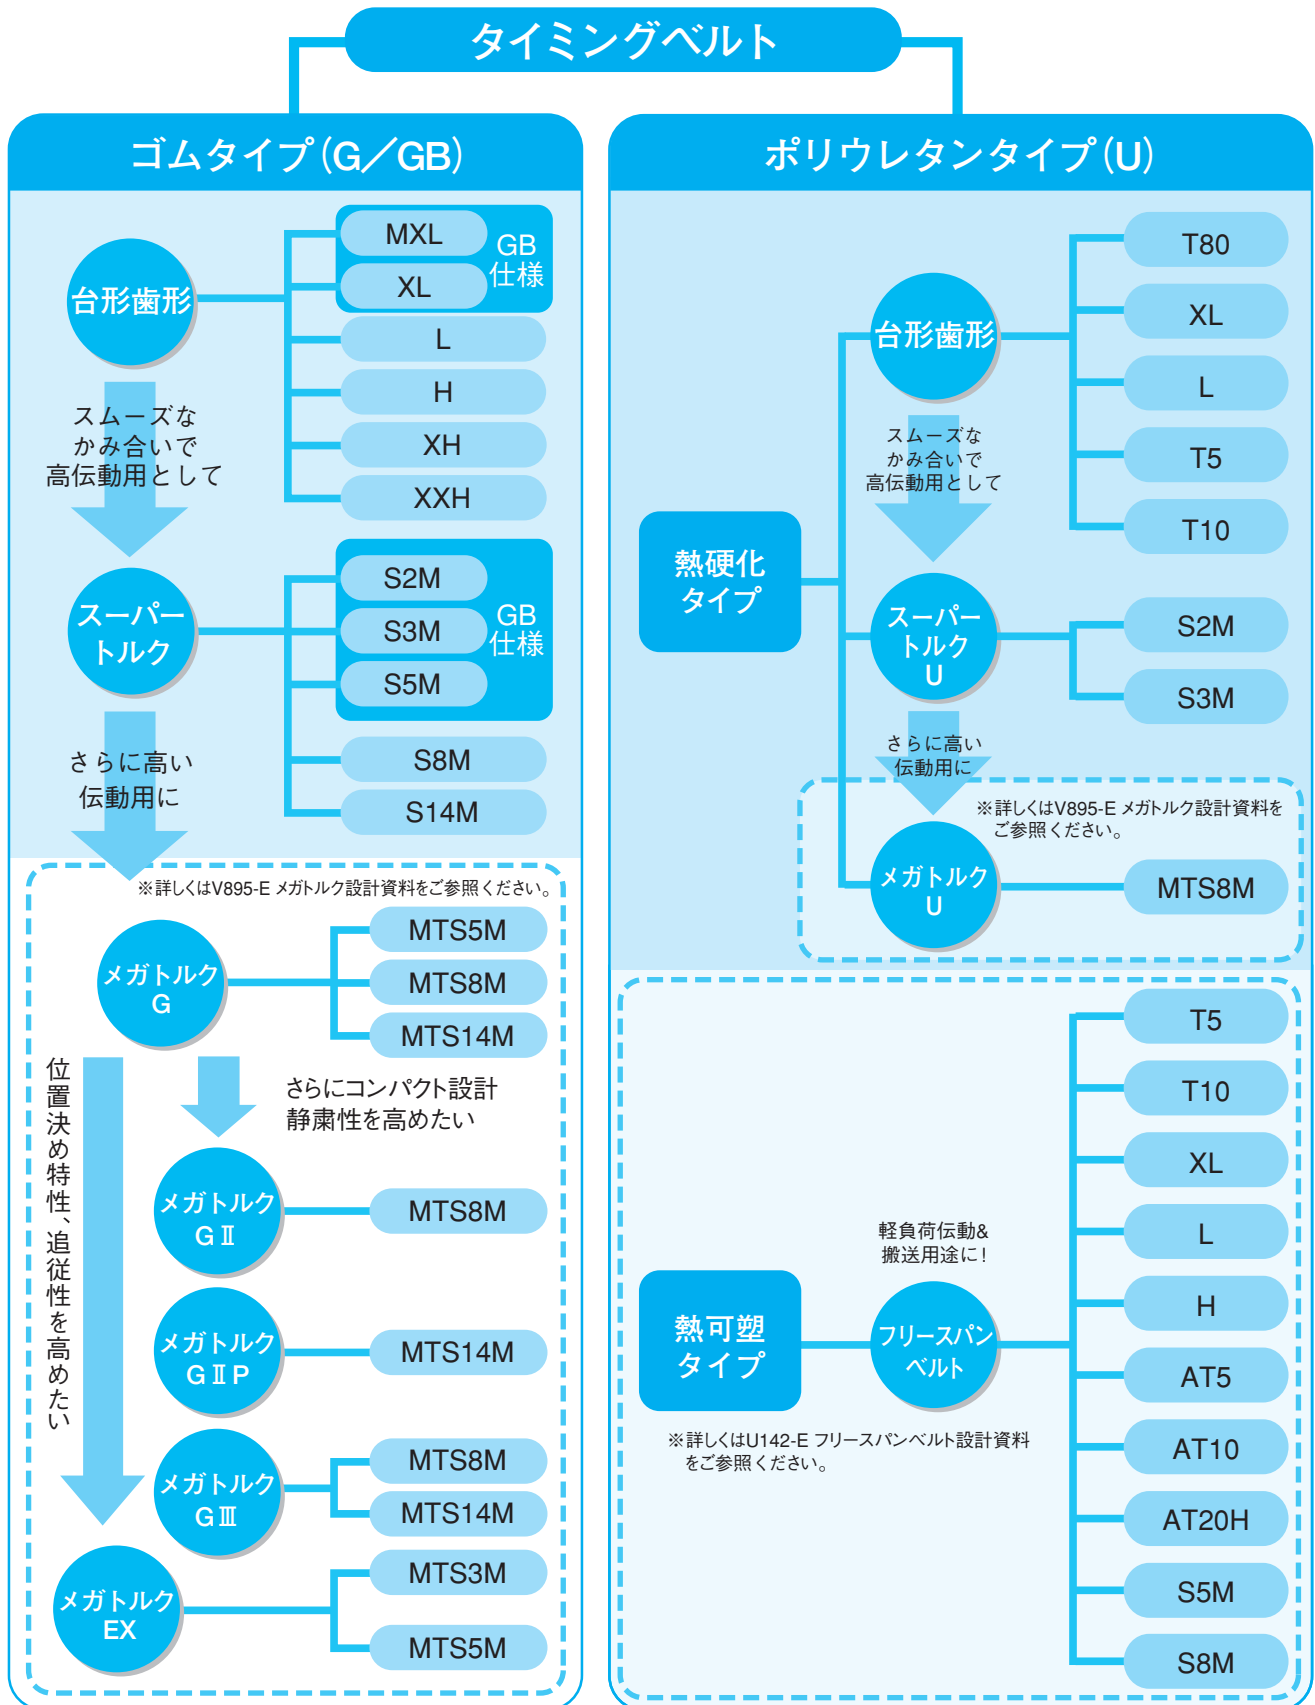 タイミングベルト
ゴムタイプ(G／GB)
台形歯形
MXL
XL
GB
仕様
L
H
XH
XXH
スムーズな
かみ合いで
高伝動用として
スーパー
トルク
S2M
S3M
S5M
GB
仕様
S8M
S14M
さらに高い
伝動用に
※詳しくはV895-E メガトルク設計資料をご参照ください。
メガトルク
G
MTS5M
MTS8M
MTS14M
さらにコンパクト設計
静粛性を高めたい
位置決め特性、追従性を高めたい
メガトルク
GⅡ
MTS8M
メガトルク
GⅡP
MTS14M
メガトルク
GⅢ
MTS8M
MTS14M
メガトルク
EX
MTS3M
MTS5M
ポリウレタンタイプ(U)
熱硬化
タイプ
台形歯形
T80
XL
L
T5
T10
スムーズな
かみ合いで
高伝動用として
スーパー
トルク
U
S2M
S3M
さらに高い
伝動用に
※詳しくはV895-E メガトルク設計資料を
ご参照ください。
メガトルク
U
MTS8M
熱可塑
タイプ
軽負荷伝動&
搬送用途に!
フリースパン
ベルト
※詳しくはU142-E フリースパンベルト設計資料
をご参照ください。
T5
T10
XL
L
H
AT5
AT10
AT20H
S5M
S8M